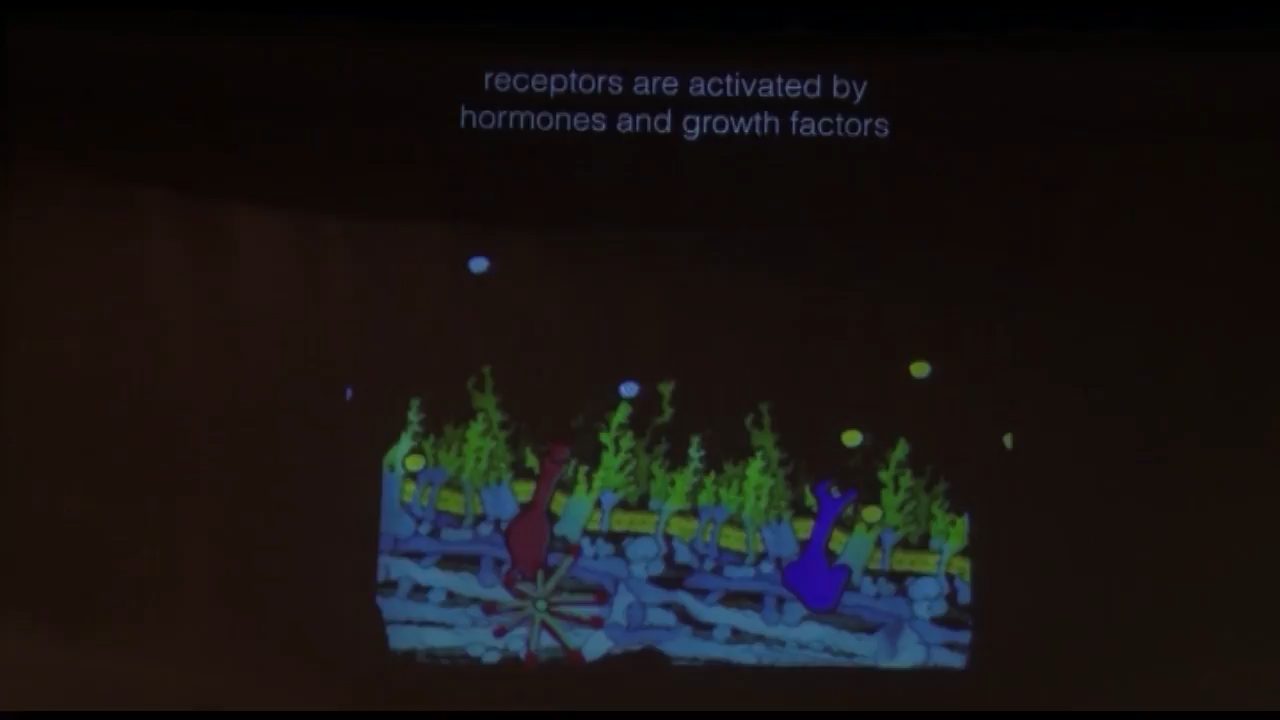 receptors are activated by
hormones and growth factors